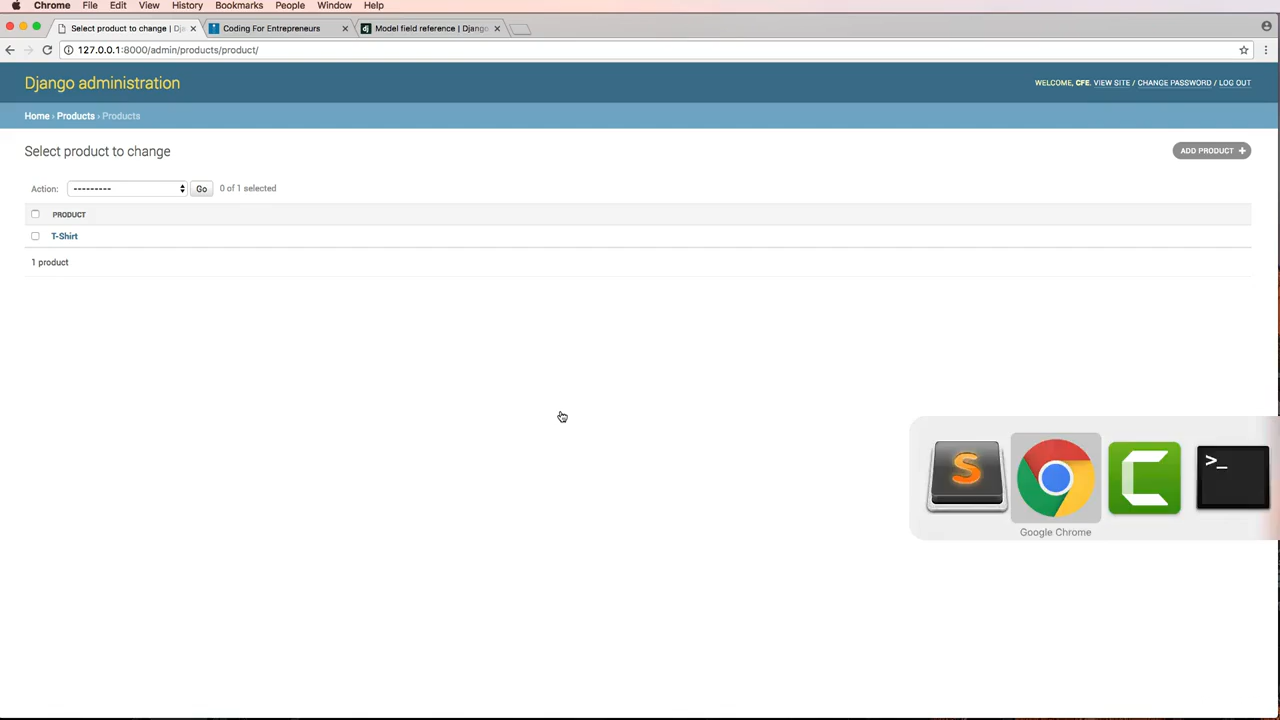 Chrome File Edit View History Bookmarks People Window Help
Select product to change | Dja
Coding For Entrepreneurs
Model field reference | Django
127.0.0.1:8000/admin/products/product/
Django administration
WELCOME, CFE. VIEW SITE / CHANGE PASSWORD / LOG OUT
Home › Products › Products
Select product to change
ADD PRODUCT +
Action: --------- Go 0 of 1 selected
PRODUCT
T-Shirt
1 product
S
>_
Google Chrome